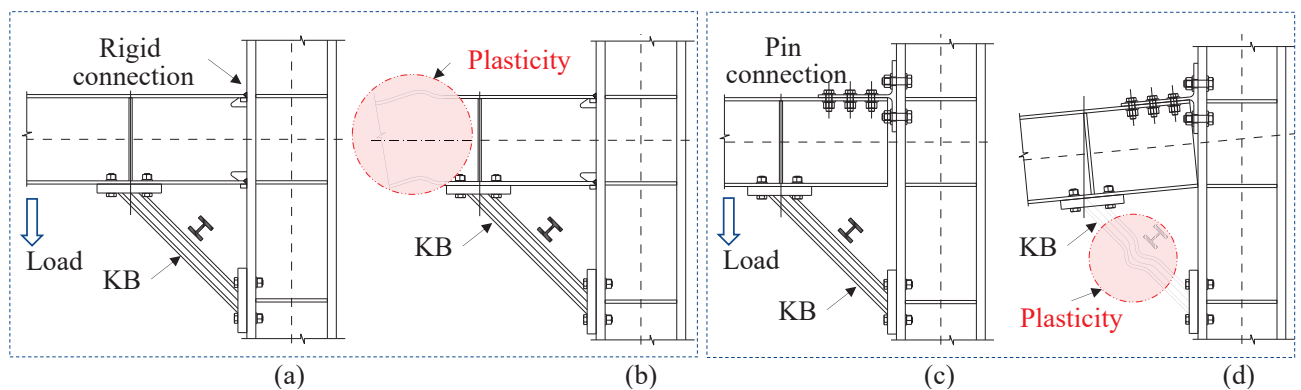 Rigid
connection
Load
KB
(a)
Plasticity
KB
(b)
Pin
connection
Load
KB
(c)
KB
Plasticity
(d)